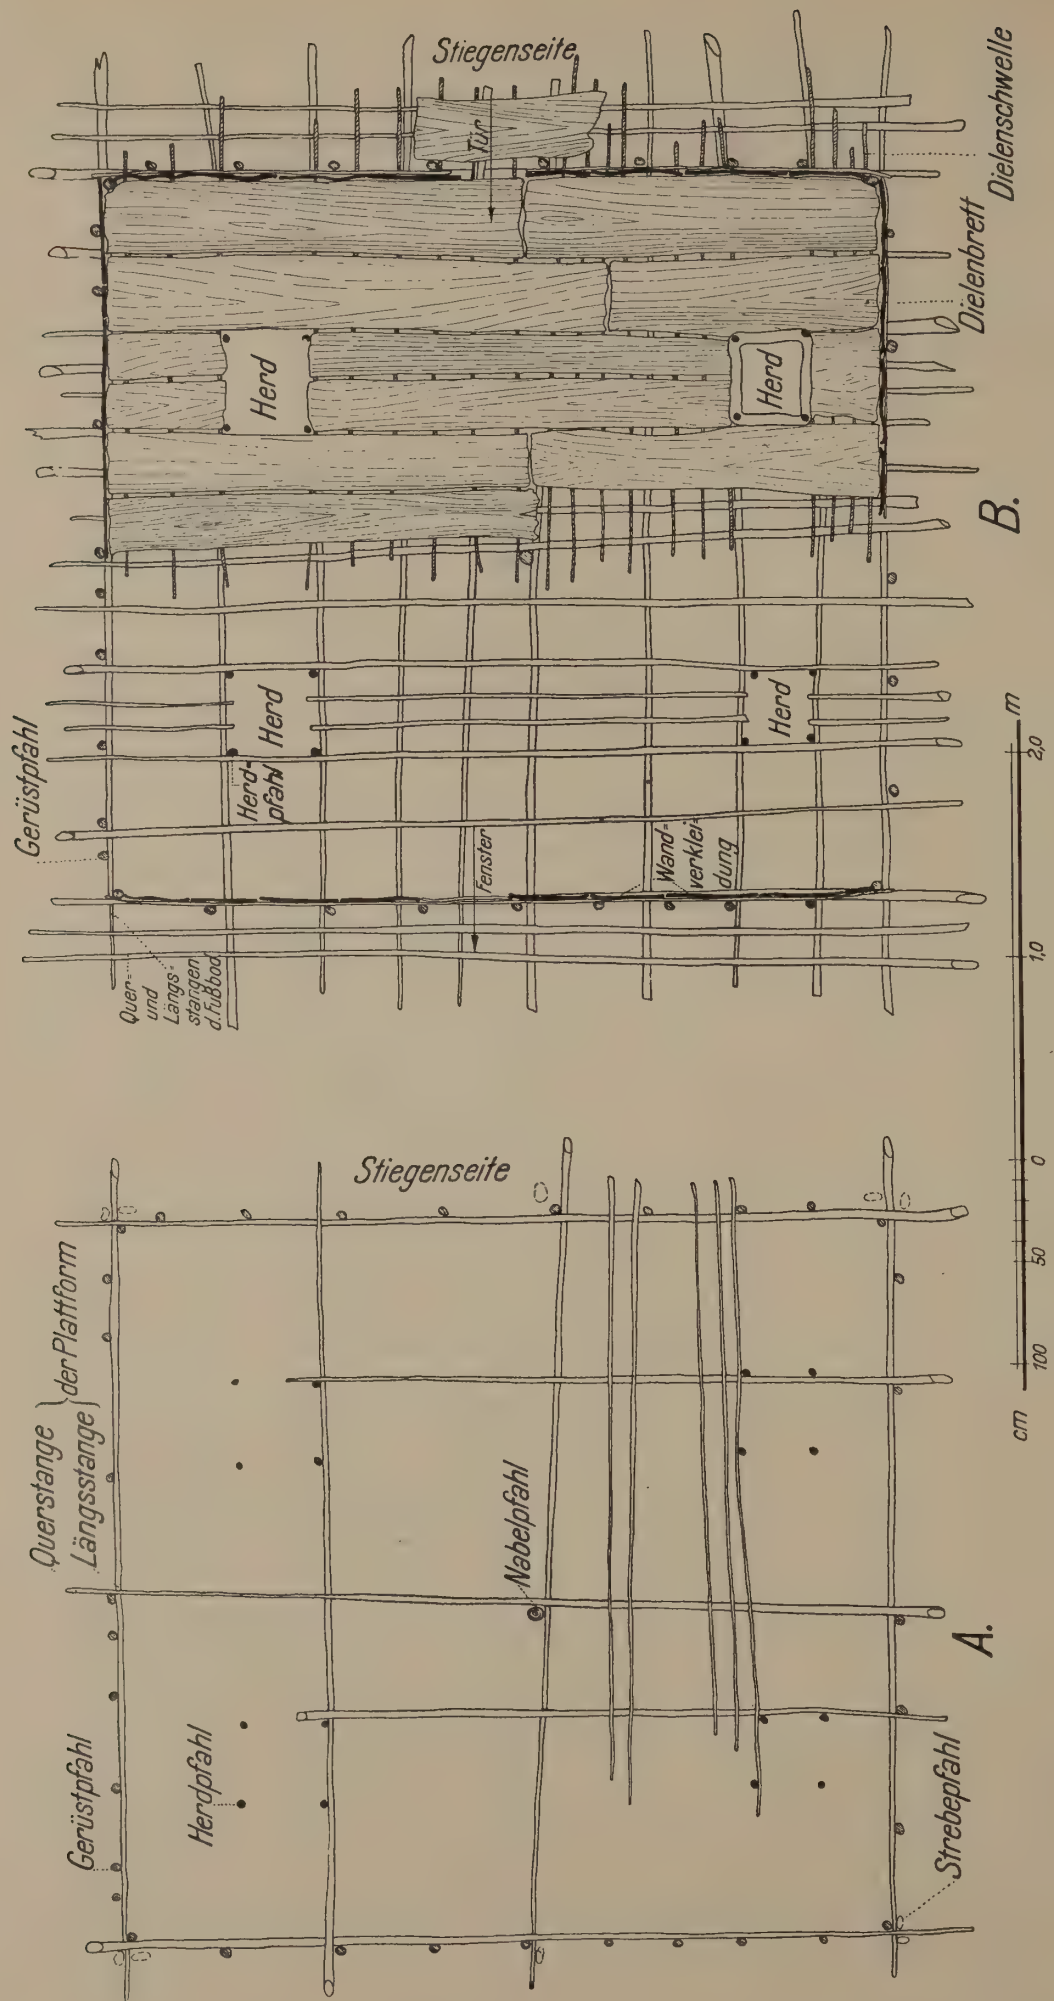 Stiegenseite
Tür
Dielenschwelle
Dielenbrett
Herd
Herd
B.
Gerüstpfahl
Herd
Herd
Herd=
pfahl
Fenster
Wand=
verklei=
dung
Quer=
und
Längs=
stangen
d.Fußbod.
m
2,0
1,0
0
50
100
cm
Stiegenseite
Querstange
Längsstange
der Plattform
Nabelpfahl
A.
Gerüstpfahl
Herdpfahl
Strebepfahl